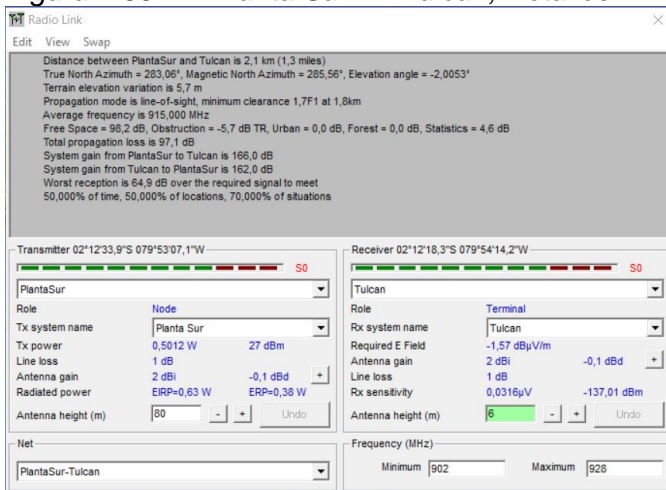 Radio Link
Edit View Swap
Distance between PlantaSur and Tulcan is 2,1 km (1,3 miles)
True North Azimuth = 283,06°, Magnetic North Azimuth = 285,56°, Elevation angle = -2,0053°
Terrain elevation variation is 5,7 m
Propagation mode is line-of-sight, minimum clearance 1,7F1 at 1,8km
Average frequency is 915,000 MHz
Free Space = 98,2 dB, Obstruction = -5,7 dB TR, Urban = 0,0 dB, Forest = 0,0 dB, Statistics = 4,6 dB
Total propagation loss is 97,1 dB
System gain from PlantaSur to Tulcan is 166,0 dB
System gain from Tulcan to PlantaSur is 162,0 dB
Worst reception is 64,9 dB over the required signal to meet
50,000% of time, 50,000% of locations, 70,000% of situations
Transmitter 02°12'33,9"S 079°53'07,1"W
S0
PlantaSur
Role Node
Tx system name Planta Sur
Tx power 0,5012 W 27 dBm
Line loss 1 dB
Antenna gain 2 dBi -0,1 dBd +
Radiated power EIRP=0,63 W ERP=0,38 W
Antenna height (m) 80 - + Undo
Net
PlantaSur-Tulcan
Receiver 02°12'18,3"S 079°54'14,2"W
S0
Tulcan
Role Terminal
Rx system name Tulcan
Required E Field -1,57 dBµV/m
Antenna gain 2 dBi -0,1 dBd +
Line loss 1 dB
Rx sensitivity 0,0316µV -137,01 dBm
Antenna height (m) 6 - + Undo
Frequency (MHz)
Minimum 902 Maximum 928